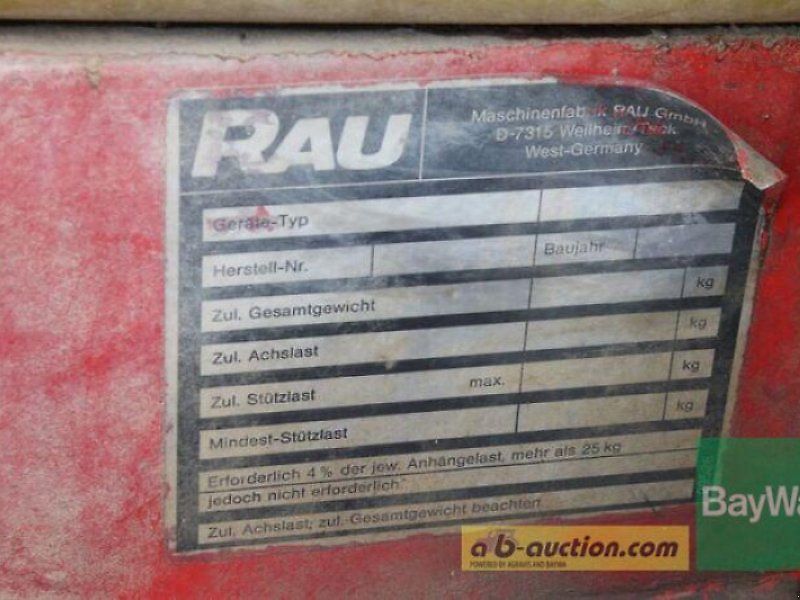 RAU
Maschinenfabrik RAU GmbH
D-7315 Weilheim/Teck
West-Germany
Geräte-Typ
Herstell-Nr. Baujahr
Zul. Gesamtgewicht kg
Zul. Achslast kg
Zul. Stützlast max. kg
Mindest-Stützlast kg
Erforderlich 4 % der jew. Anhängelast, mehr als 25 kg
jedoch nicht erforderlich.
Zul. Achslast, zul. Gesamtgewicht beachten
BayWa
ab-auction.com
POWERED BY AGRAVIS AND BAYWA